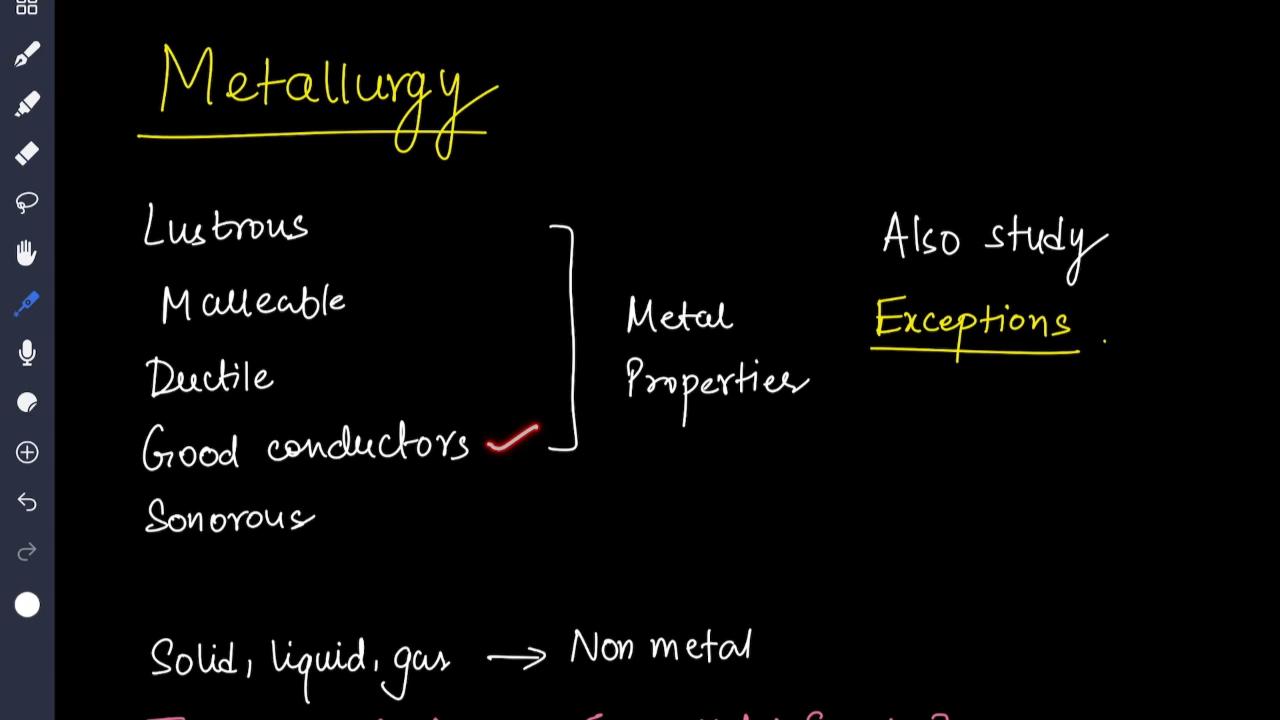 Metallurgy
Lustrous
Malleable
Ductile
Good conductors
Sonorous
Metal
Properties
Also study
Exceptions
Solid, liquid, gas → Non metal